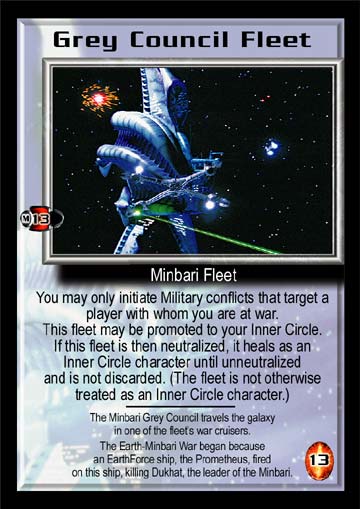 Grey Council Fleet
M 13
Minbari Fleet
You may only initiate Military conflicts that target a
player with whom you are at war.
This fleet may be promoted to your Inner Circle.
If this fleet is then neutralized, it heals as an
Inner Circle character until unneutralized
and is not discarded. (The fleet is not otherwise
treated as an Inner Circle character.)
The Minbari Grey Council travels the galaxy
in one of the fleet's war cruisers.
The Earth-Minbari War began because
an EarthForce ship, the Prometheus, fired
on this ship, killing Dukhat, the leader of the Minbari.
13